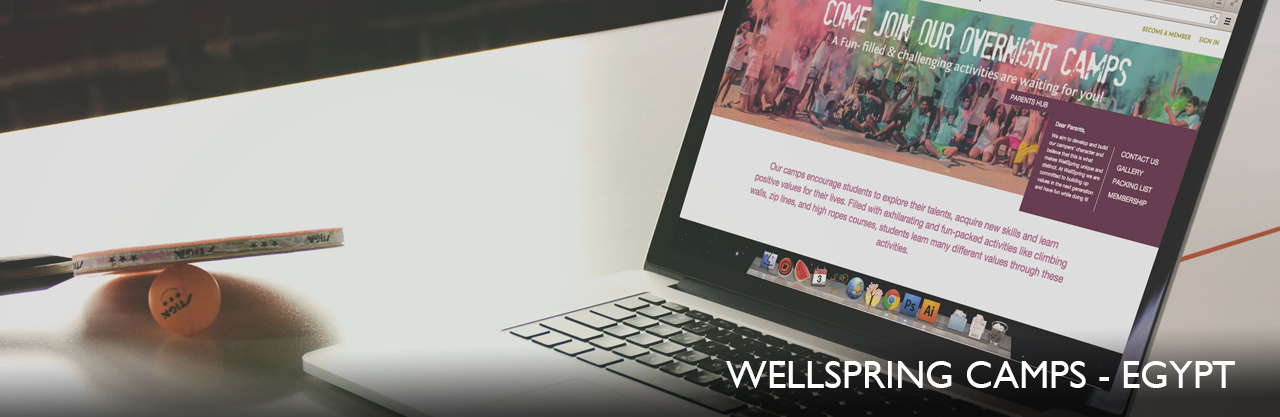 BECOME A MEMBER SIGN IN
COME JOIN OUR OVERNIGHT CAMPS
A Fun- filled & challenging activities are waiting for you!
PARENTS HUB
Dear Parents,
We aim to develop and build
our campers' character and
believe that this is what
makes WellSpring unique and
distinct. At WellSpring we are
committed to building up
values in the next generation
and have fun while doing it!
CONTACT US
GALLERY
PACKING LIST
MEMBERSHIP
Our camps encourage students to explore their talents, acquire new skills and learn
positive values for their lives. Filled with exhilarating and fun-packed activities like climbing
walls, zip lines, and high ropes courses, students learn many different values through these
activities.
3
Ps
Ai
STIGA
STIGA
STIGA
WELLSPRING CAMPS - EGYPT